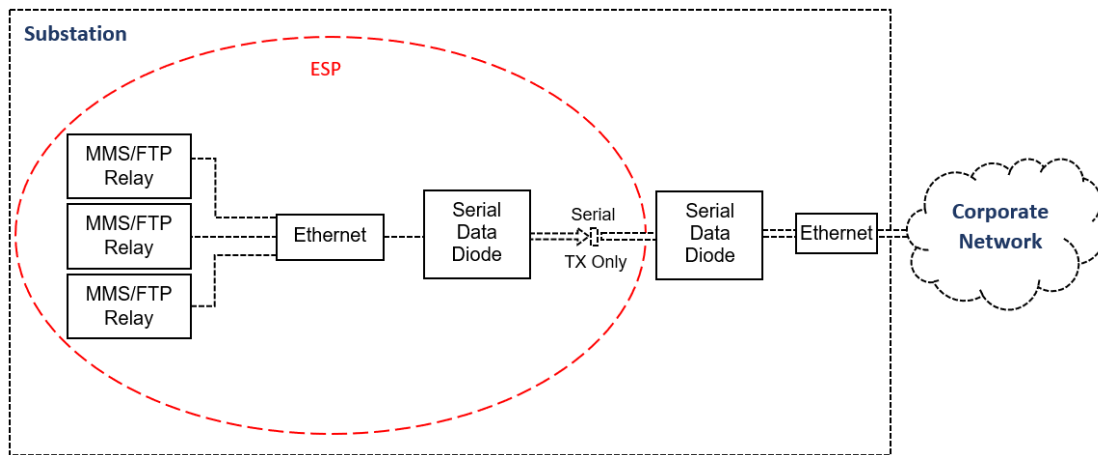 Substation
ESP
MMS/FTP
Relay
MMS/FTP
Relay
MMS/FTP
Relay
Ethernet
Serial
Data
Diode
Serial
TX Only
Serial
Data
Diode
Ethernet
Corporate
Network